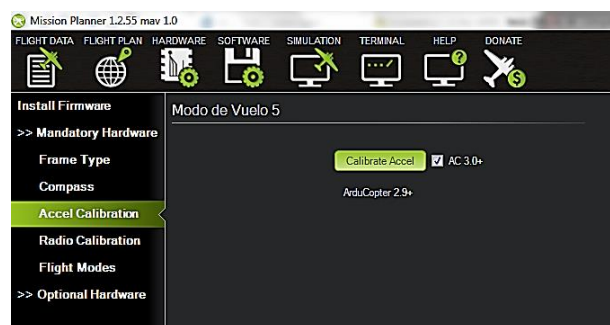 Mission Planner 1.2.55 mav 1.0
FLIGHT DATA FLIGHT PLAN HARDWARE SOFTWARE SIMULATION TERMINAL HELP DONATE
Install Firmware
>> Mandatory Hardware
Frame Type
Compass
Accel Calibration
Radio Calibration
Flight Modes
>> Optional Hardware
Modo de Vuelo 5
Calibrate Accel AC 3.0+
ArduCopter 2.9+